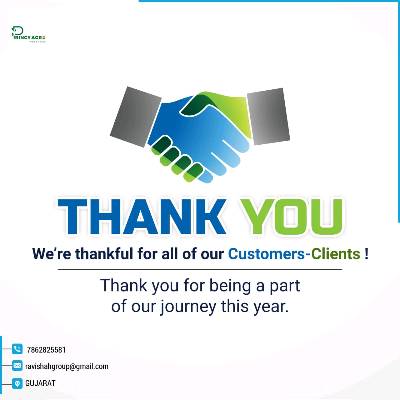 THANK YOU
We're thankful for all of our Customers-Clients !
Thank you for being a part
of our journey this year.
7862825581
ravishahgroup@gmail.com
GUJARAT